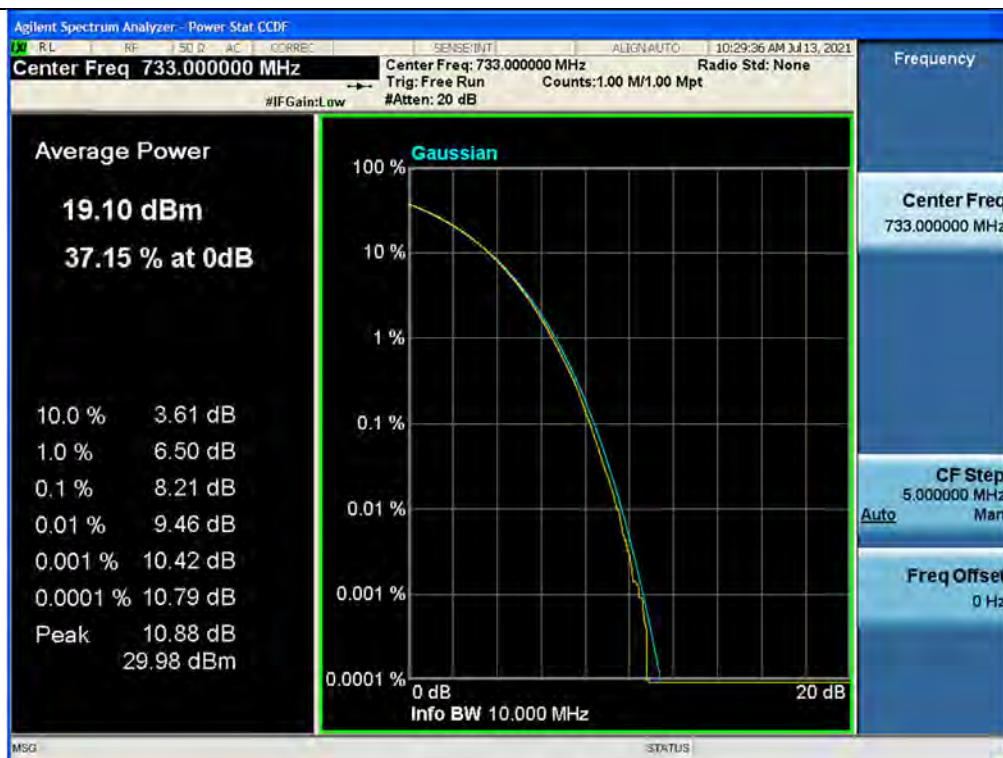 Agilent Spectrum Analyzer - Power Stat CCDF
LXI RL RF 50 Ω AC CORREC SENSE:INT ALIGNAUTO 10:29:36 AM Jul 13, 2021
Center Freq 733.000000 MHz
Center Freq: 733.000000 MHz Radio Std: None
Trig: Free Run Counts:1.00 M/1.00 Mpt
#IFGain:Low #Atten: 20 dB
Average Power
19.10 dBm
37.15 % at 0dB
10.0 % 3.61 dB
1.0 % 6.50 dB
0.1 % 8.21 dB
0.01 % 9.46 dB
0.001 % 10.42 dB
0.0001 % 10.79 dB
Peak 10.88 dB
29.98 dBm
Gaussian
100 %
10 %
1 %
0.1 %
0.01 %
0.001 %
0.0001 %
0 dB 20 dB
Info BW 10.000 MHz
Frequency
Center Freq
733.000000 MHz
CF Step
5.000000 MHz
Auto Man
Freq Offset
0 Hz
MSG STATUS